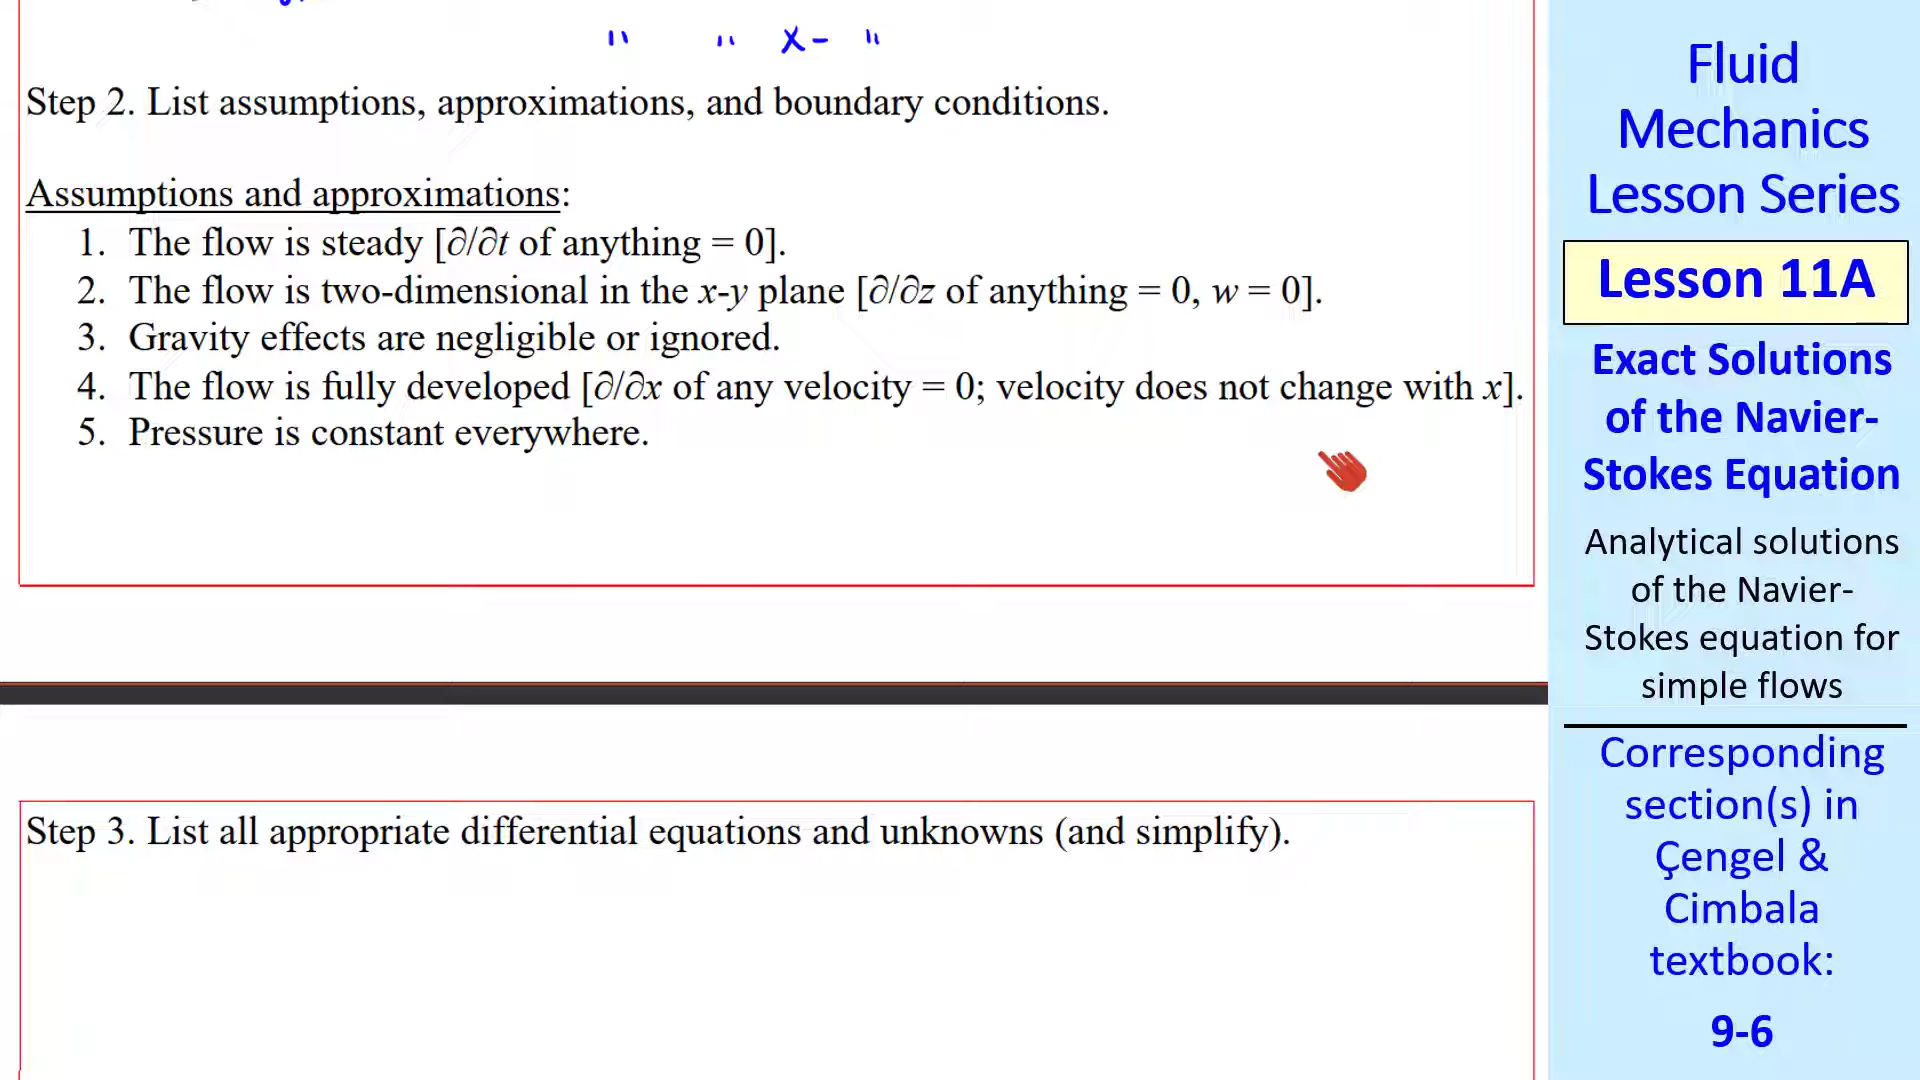 " " x- "
Step 2. List assumptions, approximations, and boundary conditions.
Assumptions and approximations:
1. The flow is steady [∂/∂t of anything = 0].
2. The flow is two-dimensional in the x-y plane [∂/∂z of anything = 0, w = 0].
3. Gravity effects are negligible or ignored.
4. The flow is fully developed [∂/∂x of any velocity = 0; velocity does not change with x].
5. Pressure is constant everywhere.
Step 3. List all appropriate differential equations and unknowns (and simplify).
Fluid
Mechanics
Lesson Series
Lesson 11A
Exact Solutions
of the Navier-
Stokes Equation
Analytical solutions
of the Navier-
Stokes equation for
simple flows
Corresponding
section(s) in
Çengel &
Cimbala
textbook:
9-6